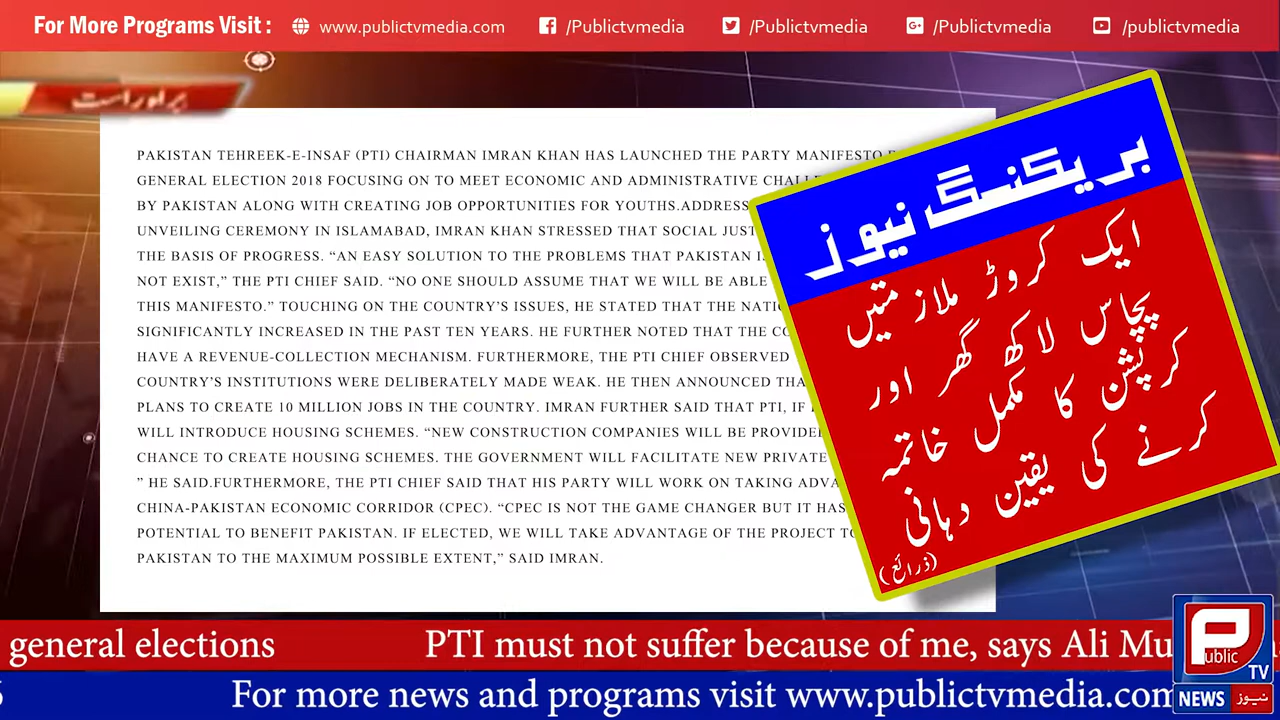 For More Programs Visit : www.publictvmedia.com /Publictvmedia /Publictvmedia /Publictvmedia /publictvmedia
براہ راست
PAKISTAN TEHREEK-E-INSAF (PTI) CHAIRMAN IMRAN KHAN HAS LAUNCHED THE PARTY MANIFESTO
GENERAL ELECTION 2018 FOCUSING ON TO MEET ECONOMIC AND ADMINISTRATIVE
BY PAKISTAN ALONG WITH CREATING JOB OPPORTUNITIES FOR YOUTHS.ADDRESS
UNVEILING CEREMONY IN ISLAMABAD, IMRAN KHAN STRESSED THAT SOCIAL JUST
THE BASIS OF PROGRESS. “AN EASY SOLUTION TO THE PROBLEMS THAT PAKISTAN
NOT EXIST,” THE PTI CHIEF SAID. “NO ONE SHOULD ASSUME THAT WE WILL BE ABLE
THIS MANIFESTO.” TOUCHING ON THE COUNTRY’S ISSUES, HE STATED THAT THE
SIGNIFICANTLY INCREASED IN THE PAST TEN YEARS. HE FURTHER NOTED THAT THE
HAVE A REVENUE-COLLECTION MECHANISM. FURTHERMORE, THE PTI CHIEF OBSERVED
COUNTRY’S INSTITUTIONS WERE DELIBERATELY MADE WEAK. HE THEN ANNOUNCED
PLANS TO CREATE 10 MILLION JOBS IN THE COUNTRY. IMRAN FURTHER SAID THAT PTI, IF
WILL INTRODUCE HOUSING SCHEMES. “NEW CONSTRUCTION COMPANIES WILL BE
CHANCE TO CREATE HOUSING SCHEMES. THE GOVERNMENT WILL FACILITATE NEW PRIVATE
” HE SAID.FURTHERMORE, THE PTI CHIEF SAID THAT HIS PARTY WILL WORK ON TAKING
CHINA-PAKISTAN ECONOMIC CORRIDOR (CPEC). “CPEC IS NOT THE GAME CHANGER BUT IT HAS
POTENTIAL TO BENEFIT PAKISTAN. IF ELECTED, WE WILL TAKE ADVANTAGE OF THE PROJECT
PAKISTAN TO THE MAXIMUM POSSIBLE EXTENT,” SAID IMRAN.
بریکنگ نیوز
ایک کروڑ ملازمتیں
پچاس لاکھ گھر اور
کرپشن کا مکمل خاتمہ
کرنے کی یقین دہانی
(ذرائع)
general elections PTI must not suffer because of me, says Ali Mu
For more news and programs visit www.publictvmedia.com
Public TV
NEWS نیوز